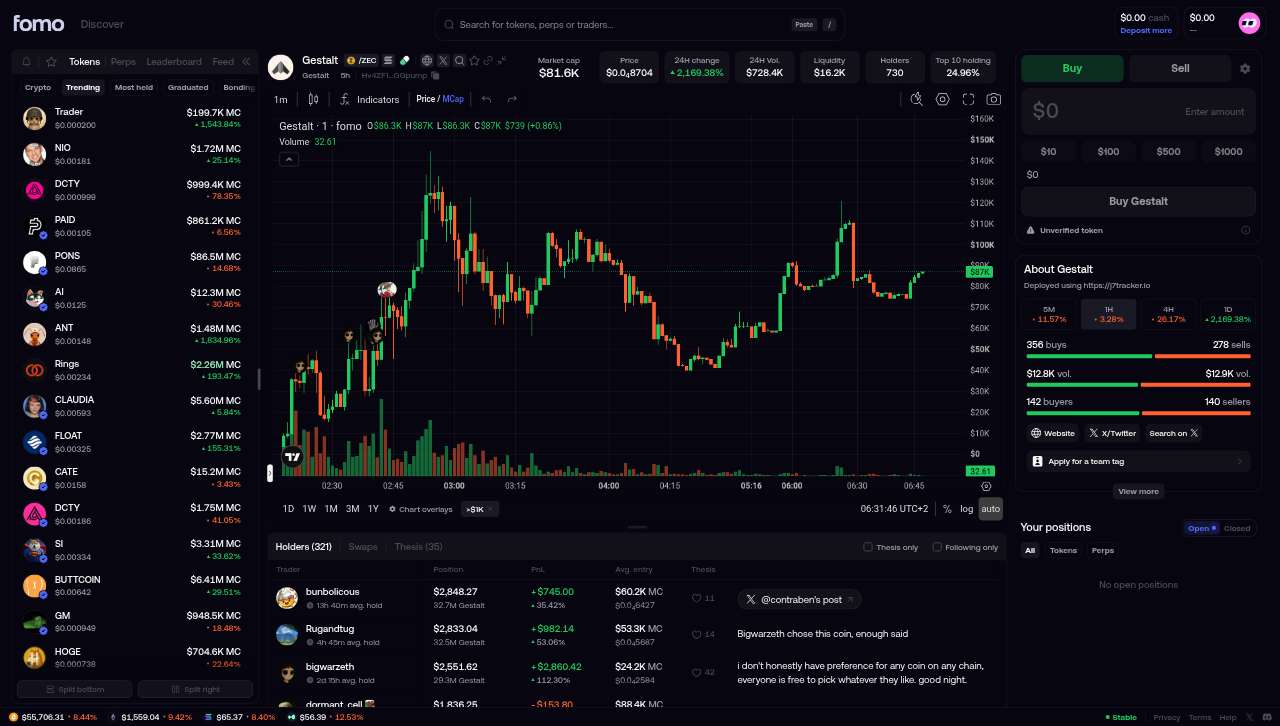 fomo Discover
Search for tokens, perps or traders... Paste /
$0.00 cash
Deposit more
$0.00
—
Tokens Perps Leaderboard Feed
Crypto Trending Most held Graduated Bonding
Trader $199.7K MC
$0.000200 1,543.84%
NIO $1.72M MC
$0.00181 25.14%
DCTY $999.4K MC
$0.000999 78.35%
PAID $861.2K MC
$0.00105 6.56%
PONS $86.5M MC
$0.0865 14.68%
AI $12.3M MC
$0.0125 30.46%
ANT $1.48M MC
$0.00148 1,834.96%
Rings $2.26M MC
$0.00234 193.47%
CLAUDIA $5.60M MC
$0.00593 5.84%
FLOAT $2.77M MC
$0.00325 155.31%
CATE $15.2M MC
$0.0158 3.43%
DCTY $1.75M MC
$0.00186 41.05%
SI $3.31M MC
$0.00334 33.62%
BUTTCOIN $6.41M MC
$0.00642 29.51%
GM $948.5K MC
$0.000949 18.48%
HOGE $704.6K MC
$0.000738 22.64%
Split bottom Split right
Gestalt /ZEC
Gestalt 5h Hv4ZF1...GGpump
Market cap
$81.6K
Price
$0.0₄8704
24H change
2,169.38%
24H Vol.
$728.4K
Liquidity
$16.2K
Holders
730
Top 10 holding
24.96%
1m Indicators Price / MCap
Gestalt · 1 · fomo O$86.3K H$87K L$86.3K C$87K $739 (+0.86%)
Volume 32.61
$160K
$150K
$140K
$130K
$120K
$110K
$100K
$90K
$87K
$80K
$70K
$60K
$50K
$40K
$30K
$20K
$10K
$0
32.61
02:30 02:45 03:00 03:15 04:00 04:15 05:16 06:00 06:30 06:45
1D 1W 1M 3M 1Y Chart overlays >$1K
06:31:46 UTC+2 % log auto
Holders (321) Swaps Thesis (35) Thesis only Following only
Trader Position PnL Avg. entry Thesis
bunbolicous $2,848.27 +$745.00 $60.2K MC
13h 40m avg. hold 32.7M Gestalt 35.42% $0.0₄6427
11 @contraben's post
Rugandtug $2,833.04 +$982.14 $53.3K MC
4h 45m avg. hold 32.5M Gestalt 53.06% $0.0₄5687
14 Bigwarzeth chose this coin, enough said
bigwarzeth $2,551.62 +$2,860.42 $24.2K MC
2d 15h avg. hold 29.3M Gestalt 112.30% $0.0₄2584
42 i don't honestly have preference for any coin on any chain,
everyone is free to pick whatever they like. good night.
dormant_cell $1,836.25 -$153.80 $88.4K MC
Buy Sell
$0 Enter amount
$10 $100 $500 $1000
$0
Buy Gestalt
Unverified token
About Gestalt
Deployed using https://j7tracker.io
5M 1H 4H 1D
11.57% 3.28% 26.17% 2,169.38%
356 buys 278 sells
$12.8K vol. $12.9K vol.
142 buyers 140 sellers
Website X/Twitter Search on X
Apply for a team tag
View more
Your positions Open Closed
All Tokens Perps
No open positions
$55,706.31 8.44% $1,559.04 9.42% $65.37 8.40% $56.39 12.53%
Stable Privacy Terms Help